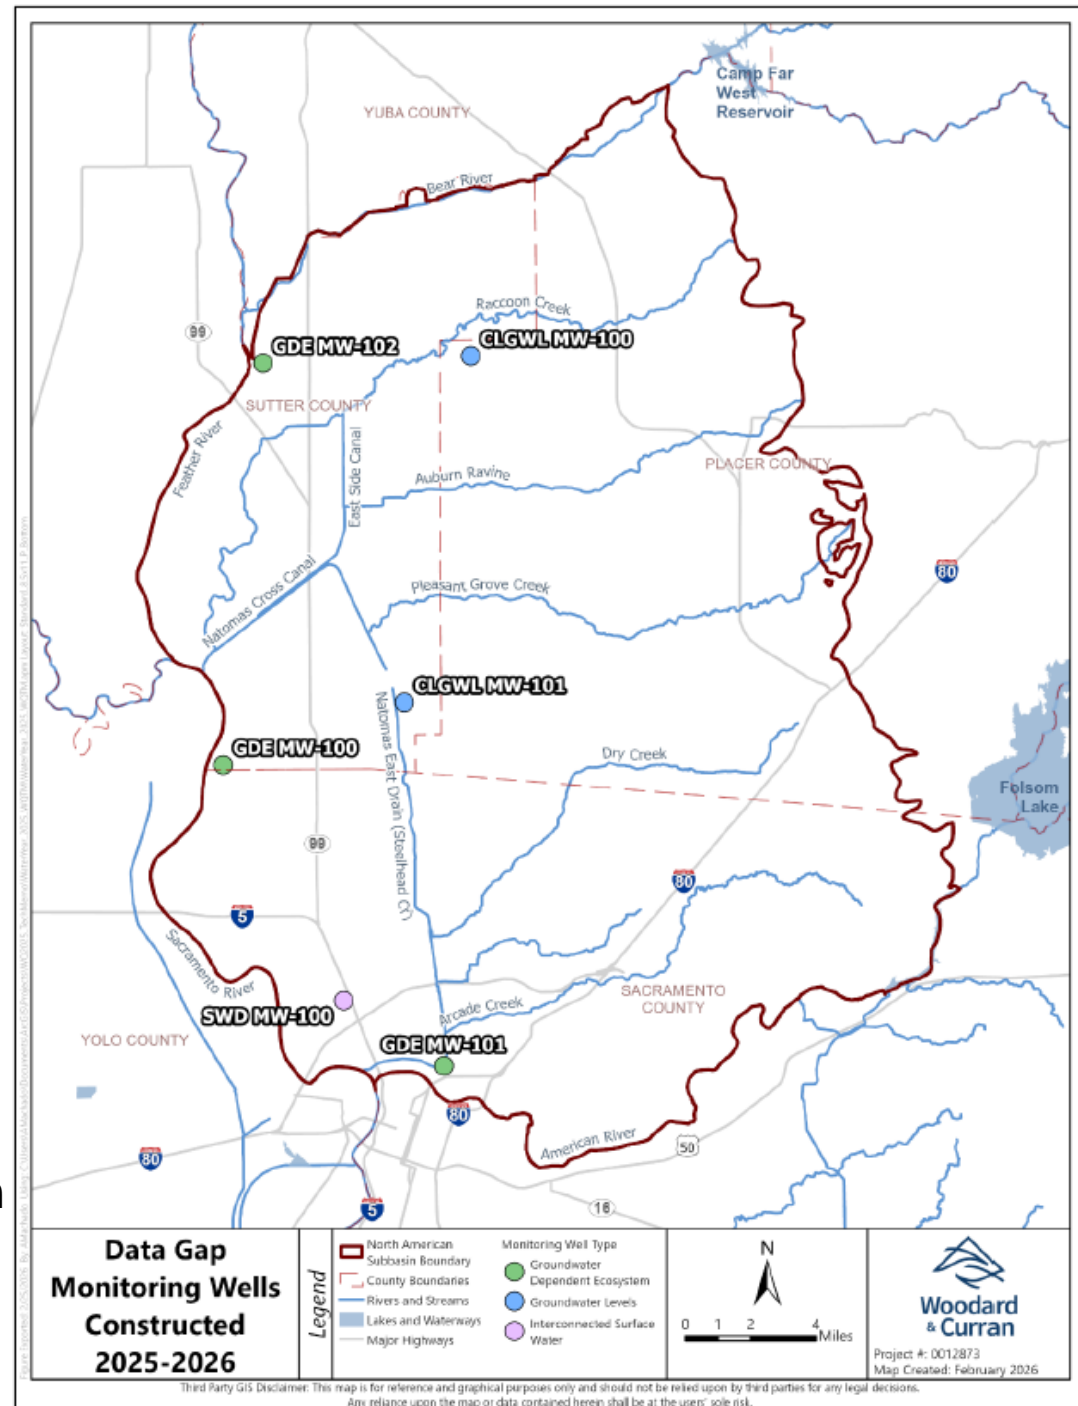 Camp Far
West
Reservoir
YUBA COUNTY
Bear River
Raccoon Creek
99
GDE MW-102
CLGWL MW-100
SUTTER COUNTY
Feather River
East Side Canal
Auburn Ravine
PLACER COUNTY
Natomas Cross Canal
Pleasant Grove Creek
80
CLGWL MW-101
Natomas East Drain (Steelhead CY)
GDE MW-100
Dry Creek
Folsom
Lake
99
80
5
Sacramento River
SACRAMENTO
COUNTY
SWD MW-100
Arcade Creek
YOLO COUNTY
GDE MW-101
80
American River
50
80
5
16
Data Gap
Monitoring Wells
Constructed
2025-2026
Legend
North American
Subbasin Boundary
County Boundaries
Rivers and Streams
Lakes and Waterways
Major Highways
Monitoring Well Type
Groundwater
Dependent Ecosystem
Groundwater Levels
Interconnected Surface
Water
N
0 1 2 4
Miles
Woodard
& Curran
Project #: 0012873
Map Created: February 2026
Third Party GIS Disclaimer: This map is for reference and graphical purposes only and should not be relied upon by third parties for any legal decisions.
Any reliance upon the map or data contained herein shall be at the users' sole risk.